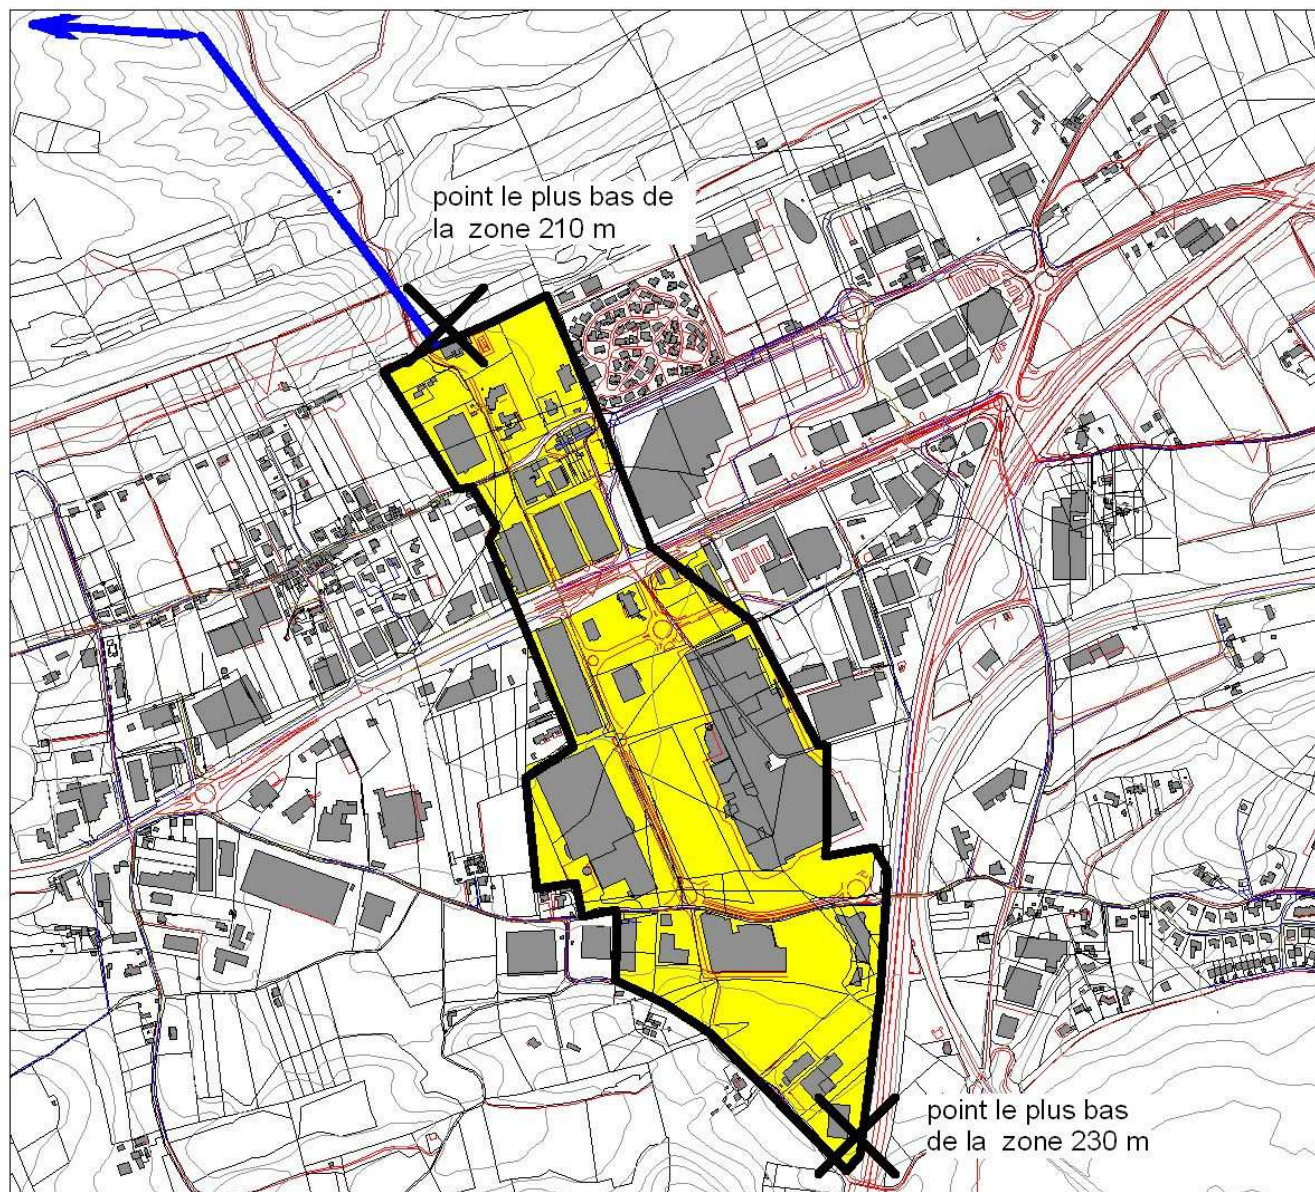 point le plus bas de
la zone 210 m
point le plus bas
de la zone 230 m